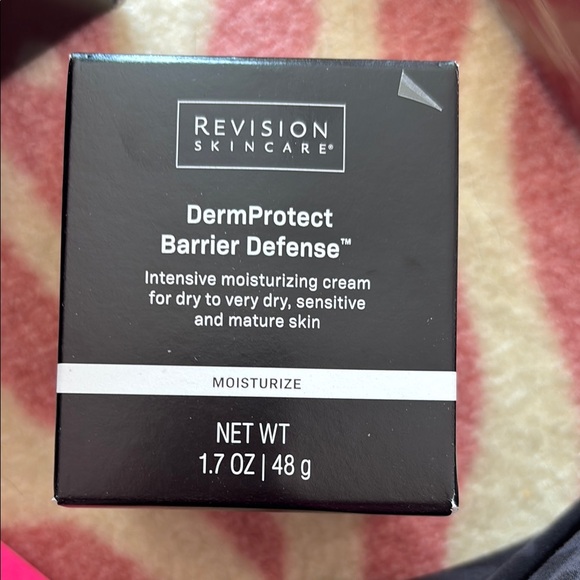 REVISION
SKINCARE®
DermProtect
Barrier Defense™
Intensive moisturizing cream
for dry to very dry, sensitive
and mature skin
MOISTURIZE
NET WT
1.7 OZ | 48 g